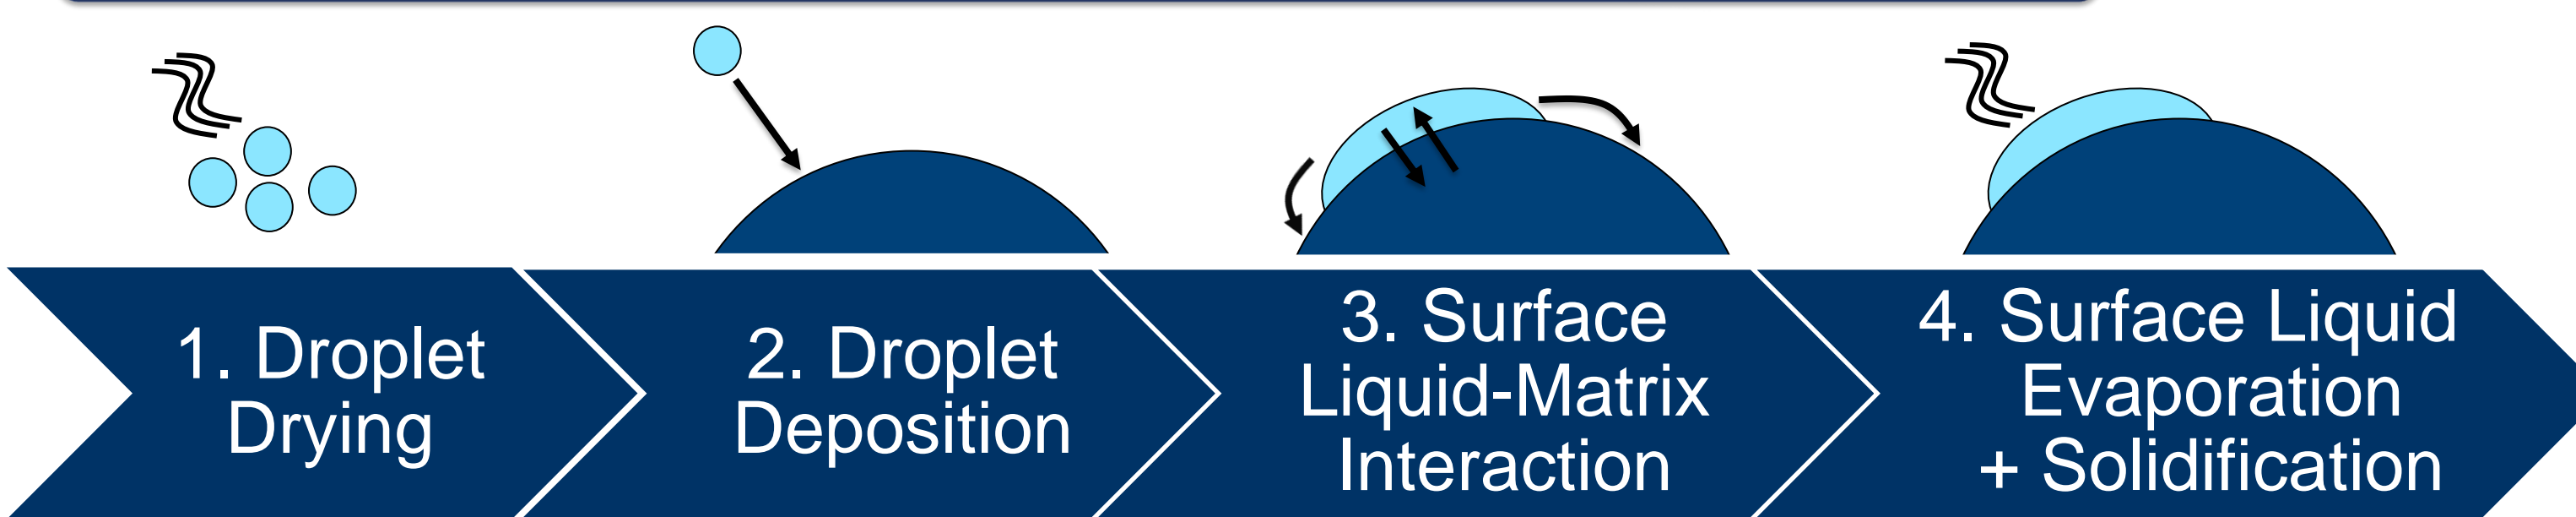 1. Droplet
Drying
2. Droplet
Deposition
3. Surface
Liquid-Matrix
Interaction
4. Surface Liquid
Evaporation
+ Solidification